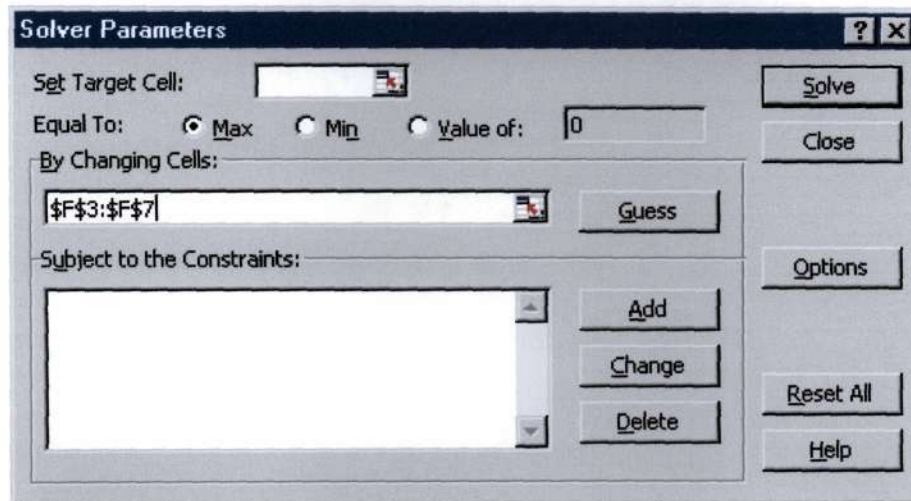 Solver Parameters
? X
Set Target Cell:
Solve
Equal To: Max Min Value of: 0
Close
By Changing Cells:
$F$3:$F$7
Guess
Subject to the Constraints:
Options
Add
Change
Reset All
Delete
Help